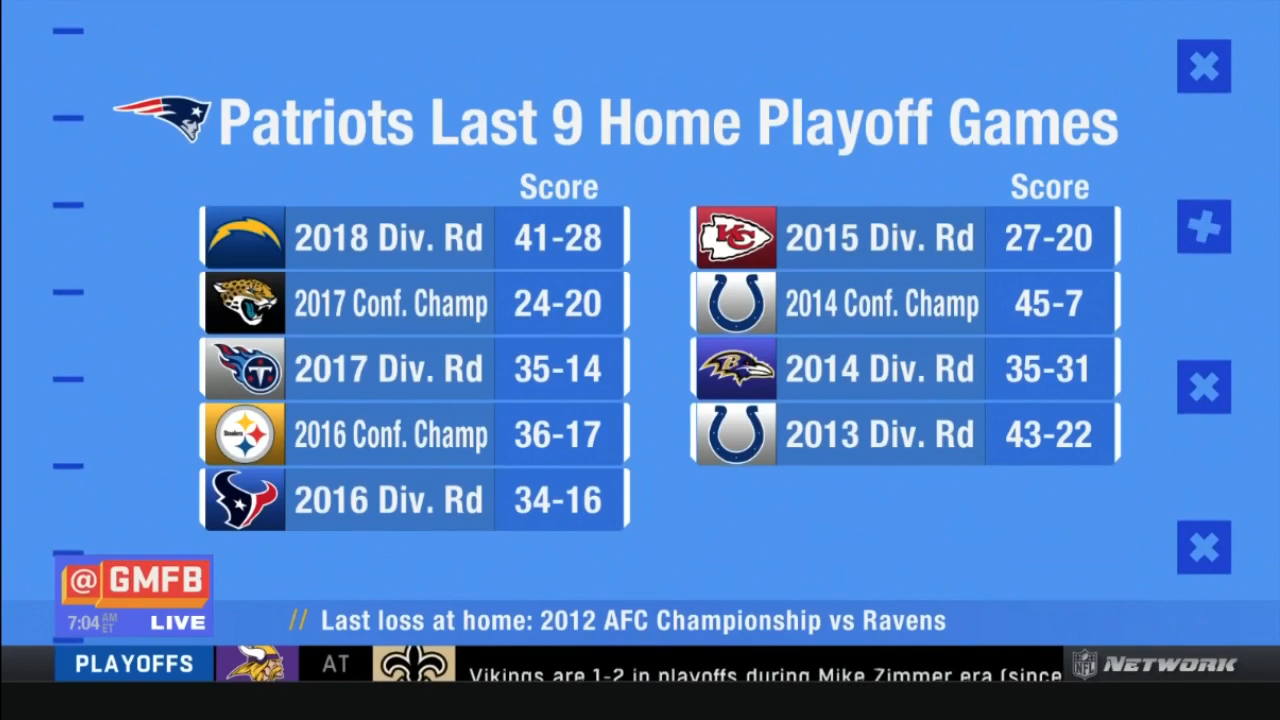 Patriots Last 9 Home Playoff Games
Score
2018 Div. Rd 41-28
2017 Conf. Champ 24-20
2017 Div. Rd 35-14
Steelers
2016 Conf. Champ 36-17
2016 Div. Rd 34-16
Score
KC
2015 Div. Rd 27-20
2014 Conf. Champ 45-7
B
2014 Div. Rd 35-31
2013 Div. Rd 43-22
@GMFB
7:04 AM ET LIVE
// Last loss at home: 2012 AFC Championship vs Ravens
PLAYOFFS AT Vikings are 1-2 in playoffs during Mike Zimmer era (since
NFL NETWORK